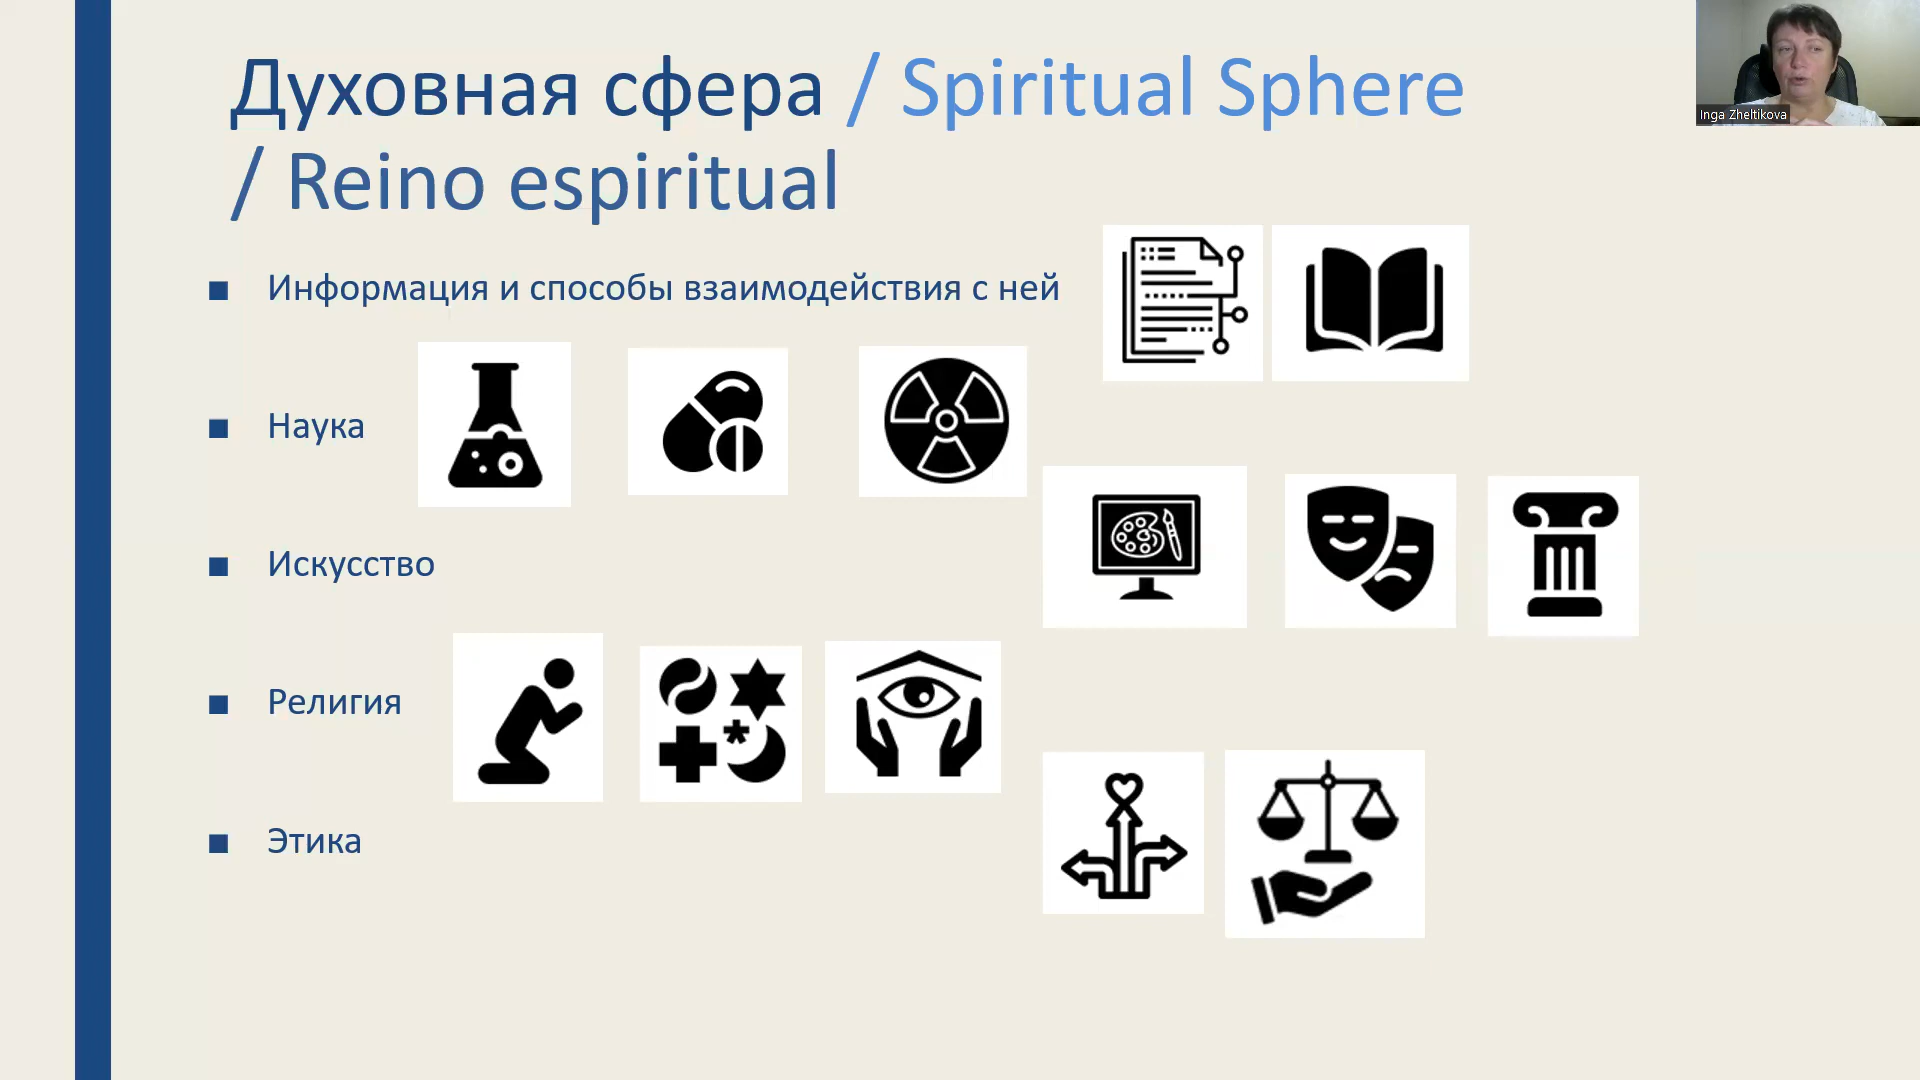 Духовная сфера / Spiritual Sphere
/ Reino espiritual
Inga Zheltikova
▪ Информация и способы взаимодействия с ней
▪ Наука
▪ Искусство
▪ Религия
▪ Этика